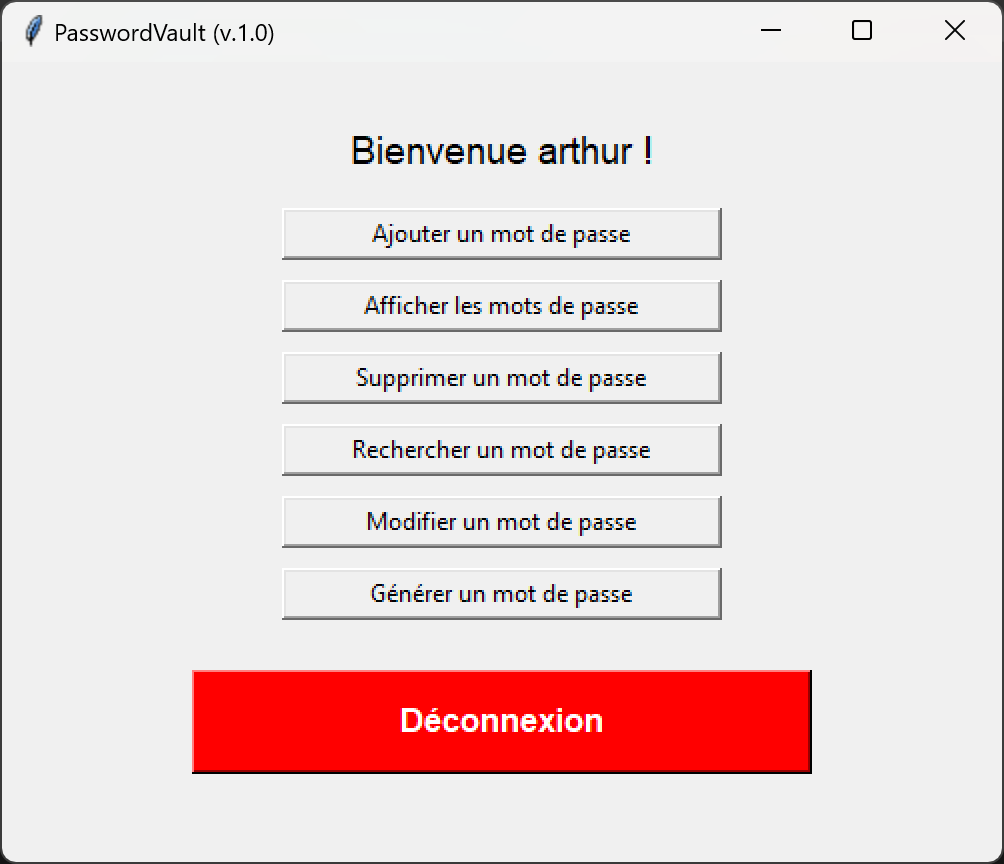 PasswordVault (v.1.0)
Bienvenue arthur !
Ajouter un mot de passe
Afficher les mots de passe
Supprimer un mot de passe
Rechercher un mot de passe
Modifier un mot de passe
Générer un mot de passe
Déconnexion